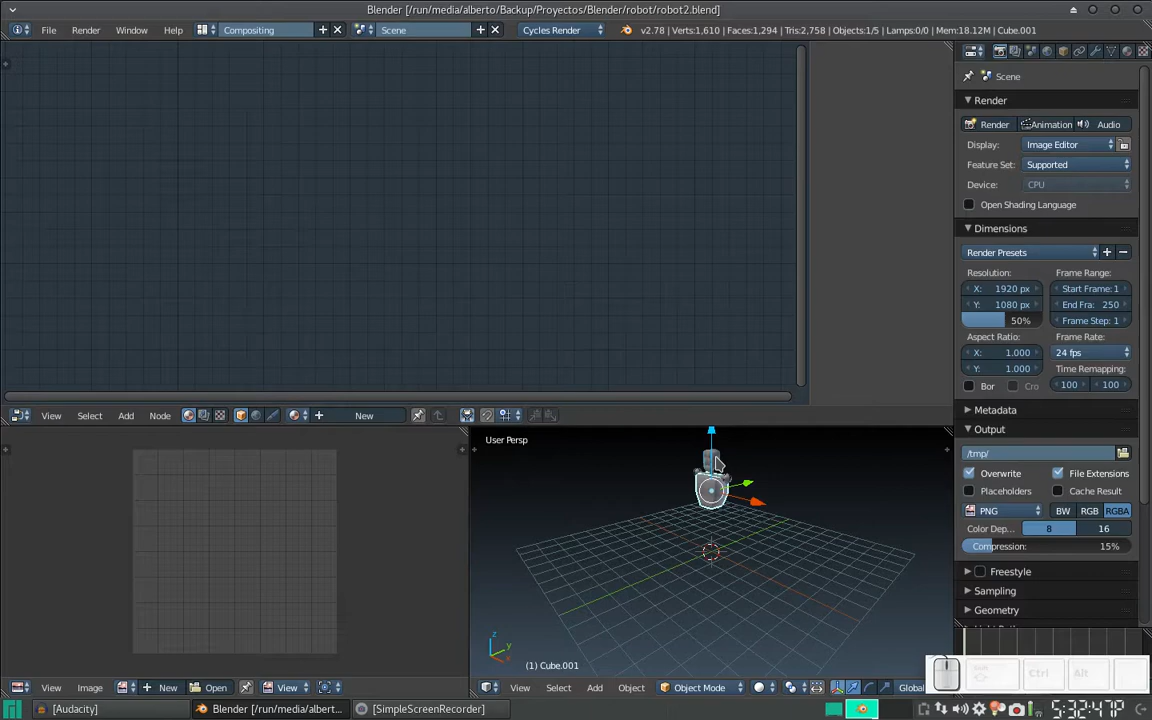 Blender [/run/media/alberto/Backup/Proyectos/Blender/robot/robot2.blend]
File Render Window Help Compositing Scene Cycles Render v2.78 | Verts:1,610 | Faces:1,294 | Tris:2,758 | Objects:1/5 | Lamps:0/0 | Mem:18.12M | Cube.001
Scene
Render
Render Animation Audio
Display: Image Editor
Feature Set: Supported
Device: CPU
Open Shading Language
Dimensions
Render Presets
Resolution: Frame Range:
X: 1920 px Start Frame: 1
Y: 1080 px End Fra: 250
50% Frame Step: 1
Aspect Ratio: Frame Rate:
X: 1.000 24 fps
Y: 1.000 Time Remapping:
Bor Cro 100 100
Metadata
View Select Add Node New
Output
User Persp
/tmp/
Overwrite File Extensions
Placeholders Cache Result
PNG BW RGB RGBA
Color Dep... 8 16
Compression: 15%
Freestyle
Sampling
Geometry
z
y
(1) Cube.001
View Image New Open View
View Select Add Object Object Mode Global
Ctrl Alt
[Audacity] Blender [/run/media/albert... [SimpleScreenRecorder] 5:32:47P